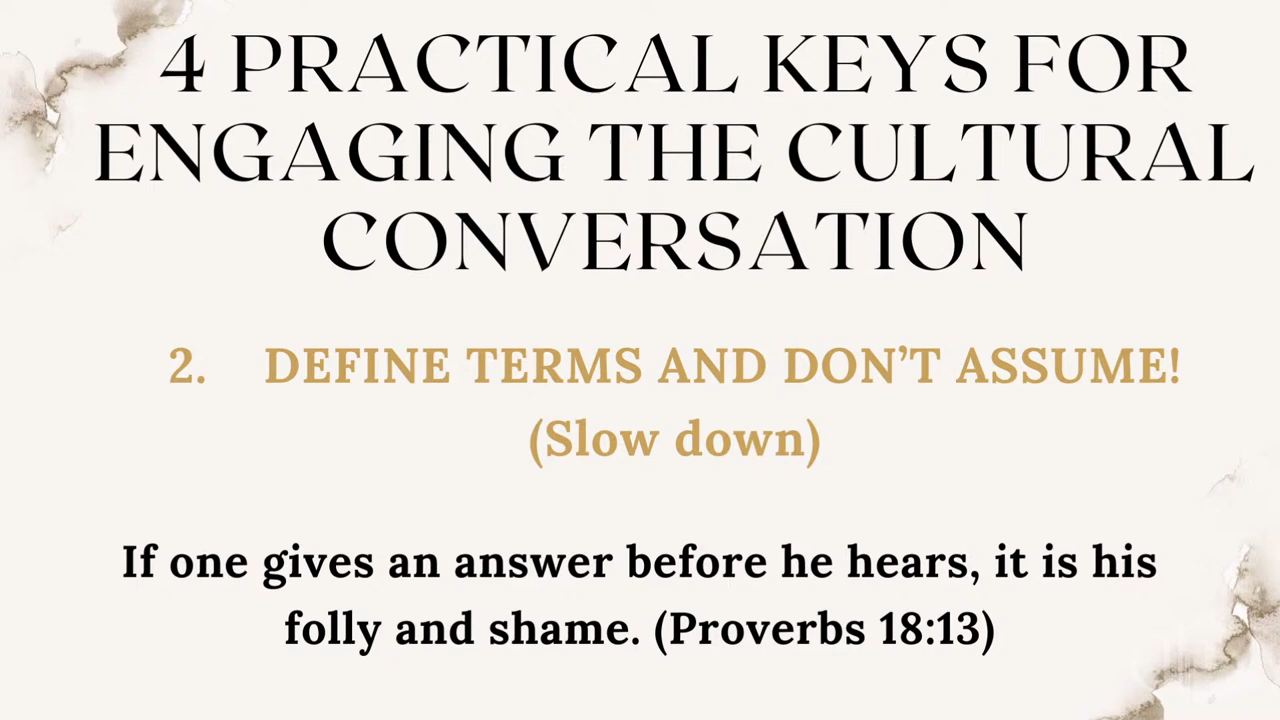 4 PRACTICAL KEYS FOR
ENGAGING THE CULTURAL
CONVERSATION
2. DEFINE TERMS AND DON’T ASSUME!
(Slow down)
If one gives an answer before he hears, it is his
folly and shame. (Proverbs 18:13)